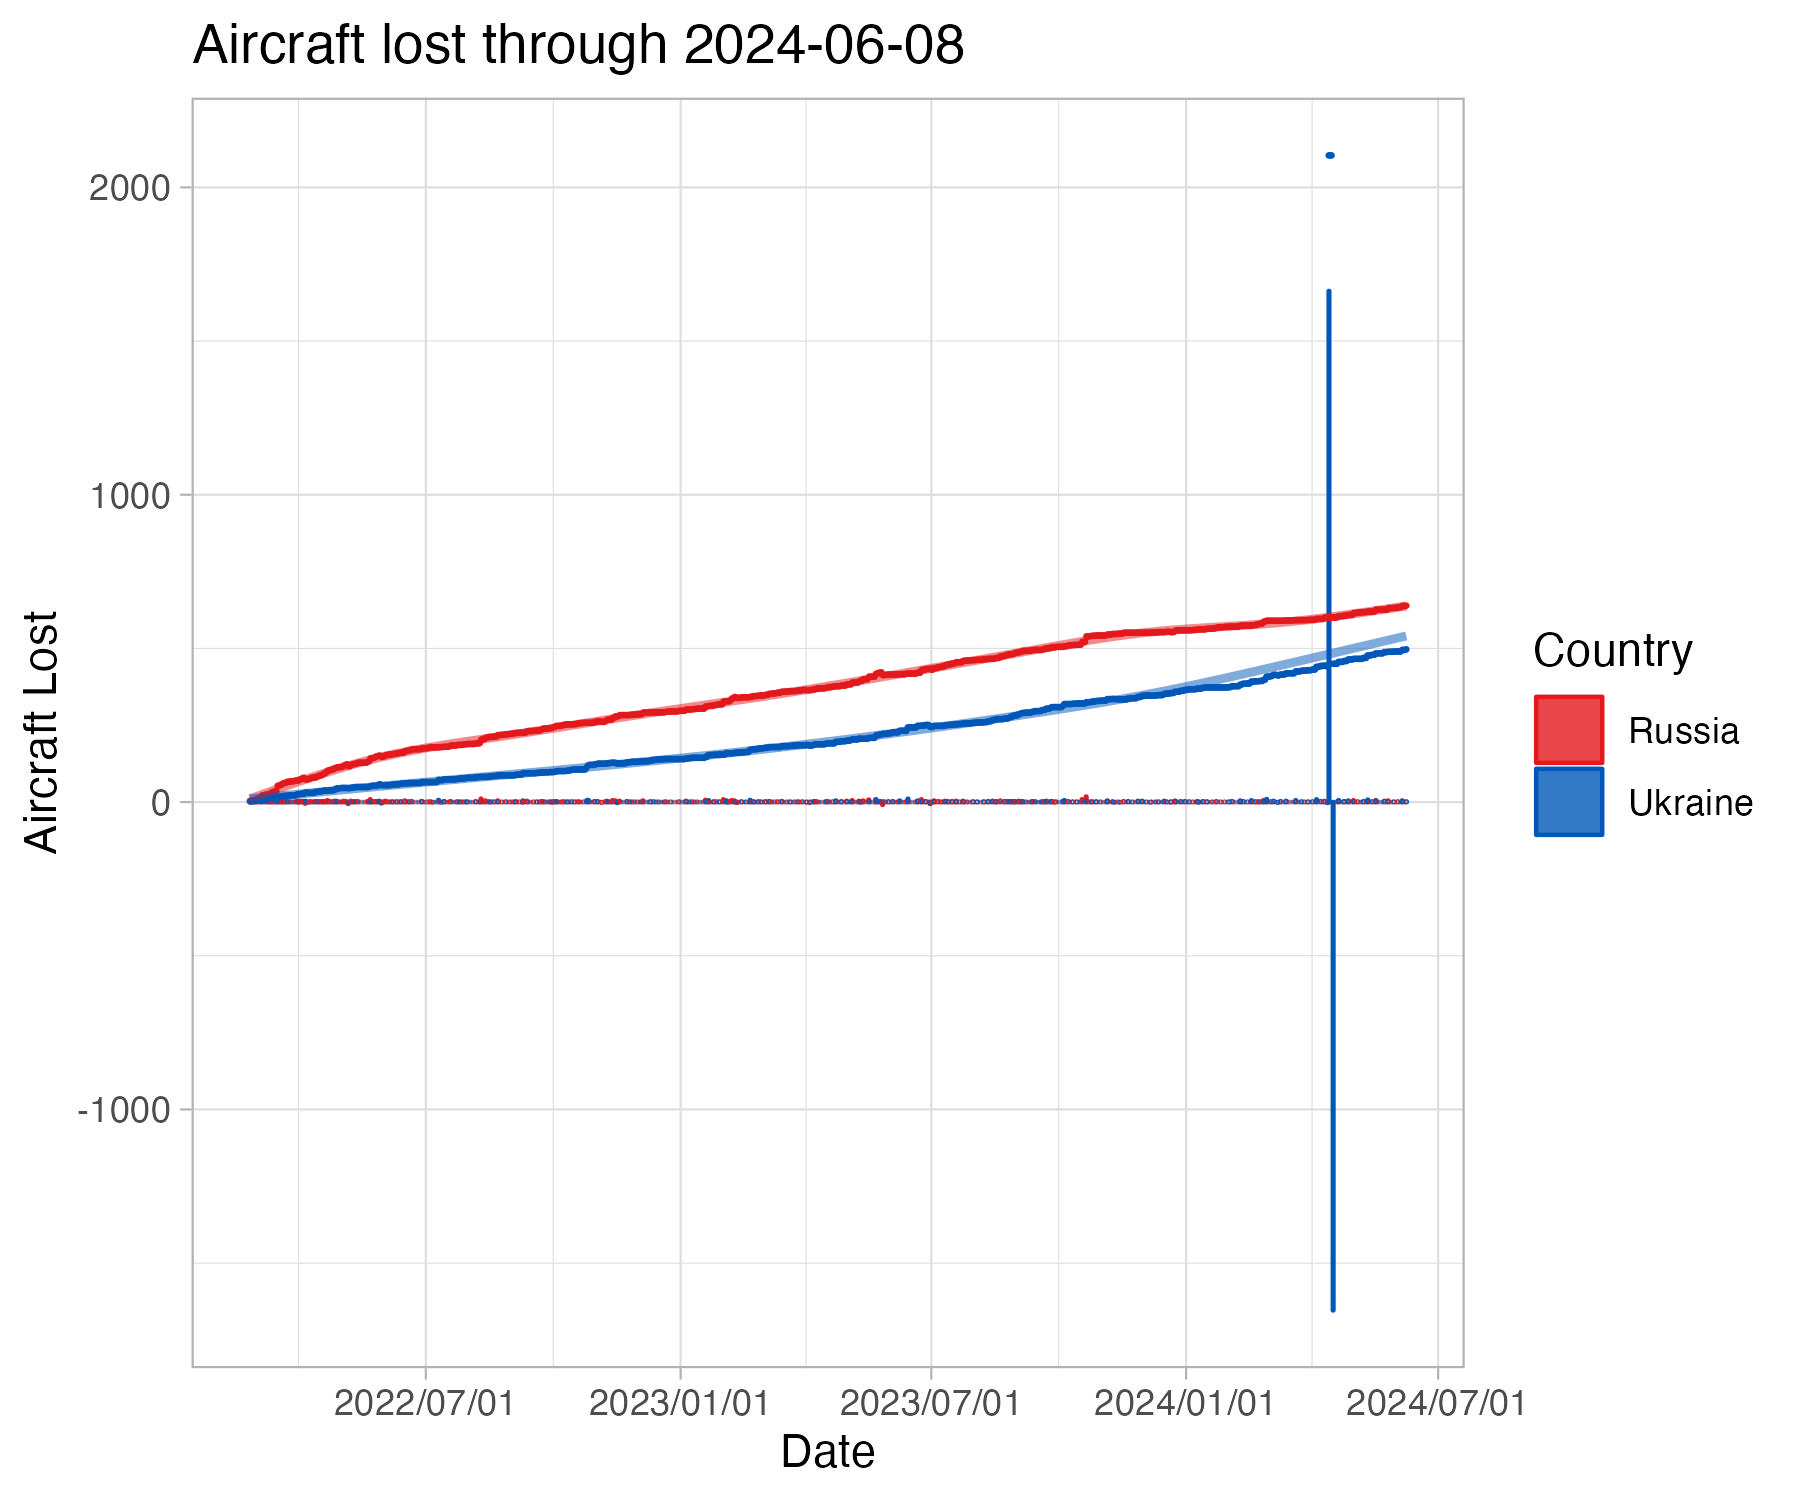 Aircraft lost through 2024-06-08
2000
1000
0
-1000
Aircraft Lost
2022/07/01
2023/01/01
2023/07/01
2024/01/01
2024/07/01
Date
Country
Russia
Ukraine